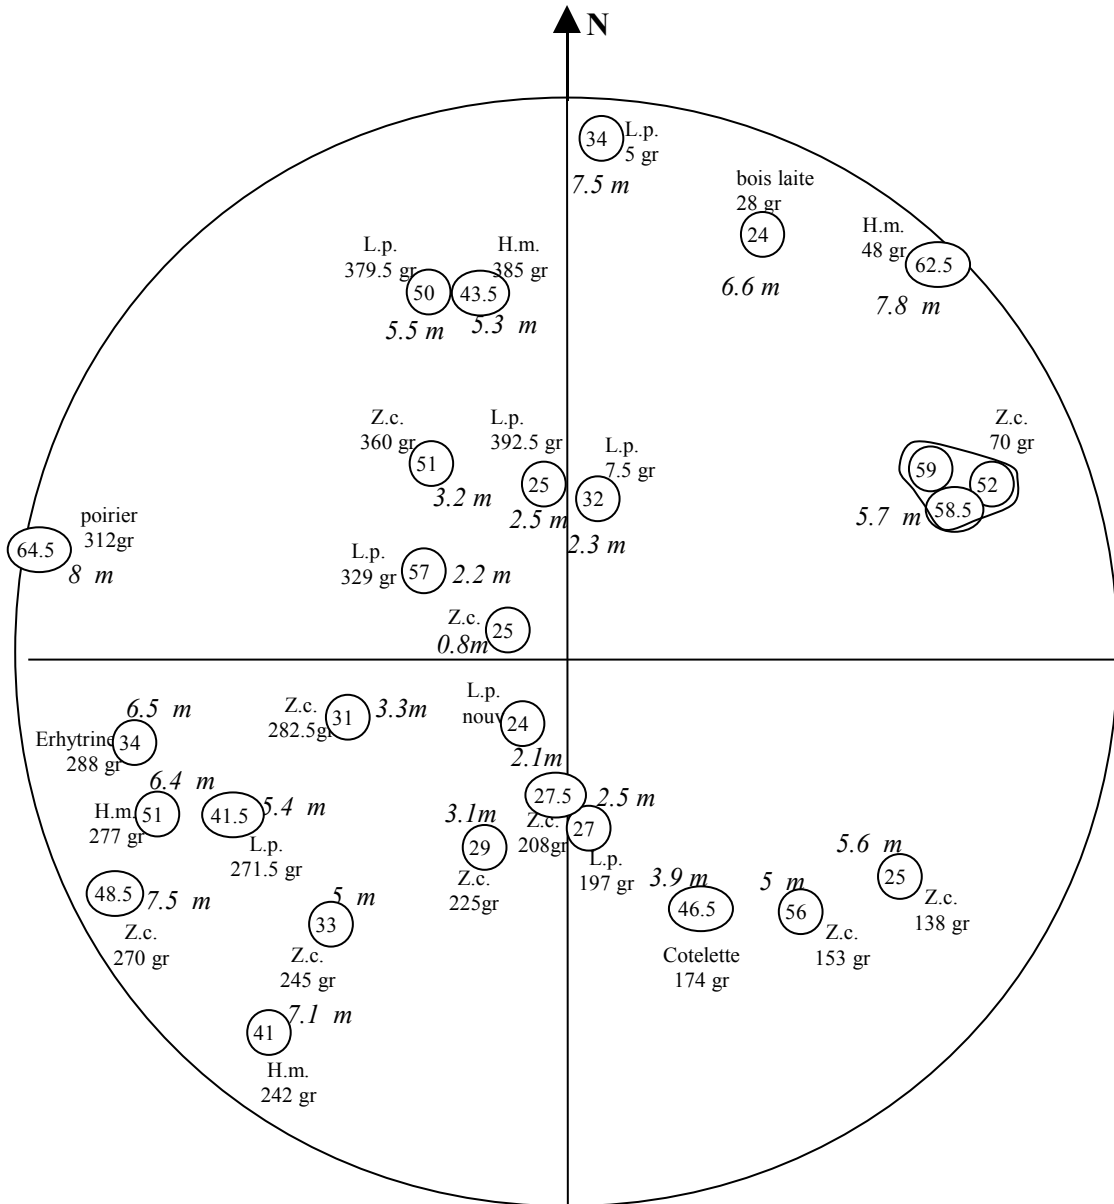 N
34
L.p.
5 gr
7.5 m
bois laite
28 gr
24
6.6 m
H.m.
48 gr
62.5
7.8 m
L.p.
379.5 gr
50
5.5 m
H.m.
385 gr
43.5
5.3 m
Z.c.
360 gr
51
3.2 m
L.p.
392.5 gr
25
2.5 m
L.p.
7.5 gr
32
2.3 m
Z.c.
70 gr
59
52
58.5
5.7 m
poirier
312gr
64.5
8 m
L.p.
329 gr
57
2.2 m
Z.c.
25
0.8m
6.5 m
Erhytrine
288 gr
34
Z.c.
282.5gr
31
3.3m
L.p.
nouv
24
2.1m
6.4 m
H.m.
277 gr
51
41.5
5.4 m
L.p.
271.5 gr
27.5
Z.c.
208gr
2.5 m
27
L.p.
197 gr
3.1m
29
Z.c.
225gr
48.5
7.5 m
Z.c.
270 gr
5 m
33
Z.c.
245 gr
3.9 m
46.5
Cotelette
174 gr
5 m
56
Z.c.
153 gr
5.6 m
25
Z.c.
138 gr
7.1 m
41
H.m.
242 gr